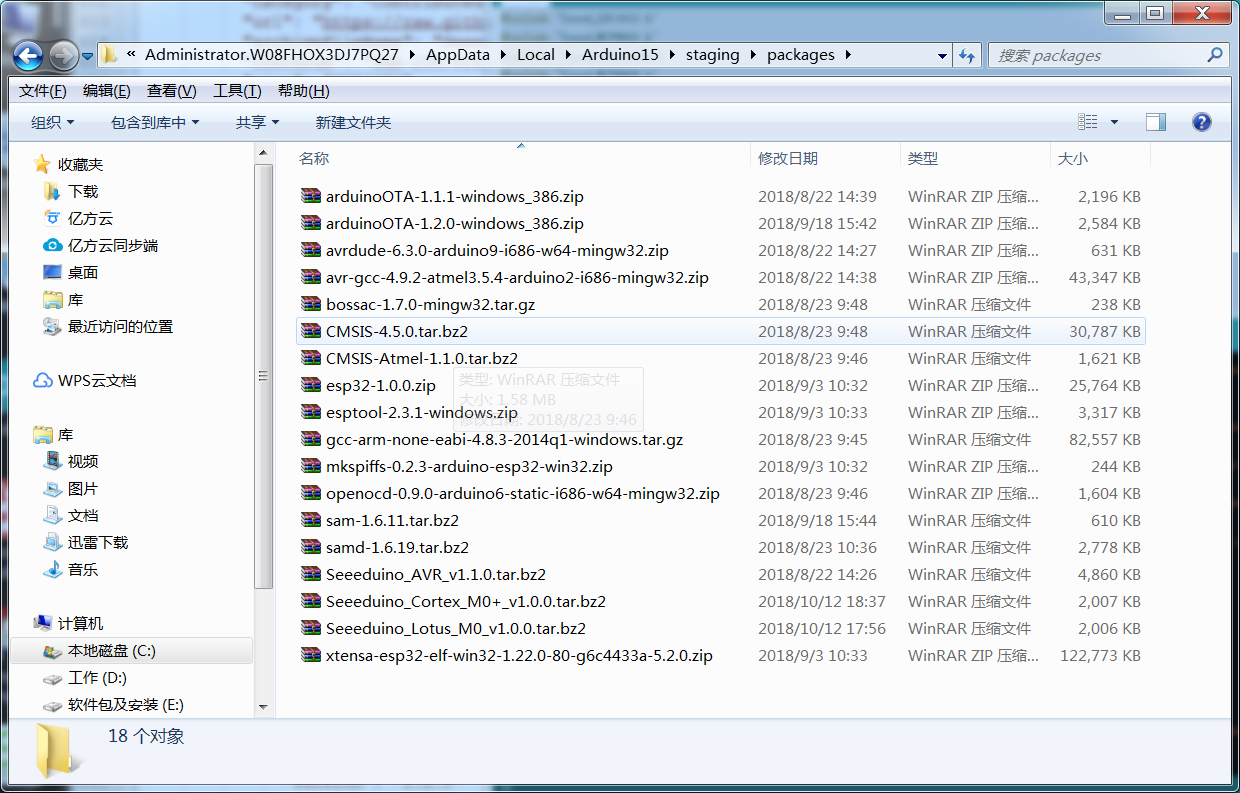 « Administrator.W08FHOX3DJ7PQ27 AppData Local Arduino15 staging packages 搜索 packages
文件(F) 编辑(E) 查看(V) 工具(T) 帮助(H)
组织 包含到库中 共享 新建文件夹
收藏夹
下载
亿方云
亿方云同步端
桌面
库
最近访问的位置
WPS云文档
库
视频
图片
文档
迅雷下载
音乐
计算机
本地磁盘 (C:)
工作 (D:)
软件包及安装 (E:)
名称 修改日期 类型 大小
arduinoOTA-1.1.1-windows_386.zip 2018/8/22 14:39 WinRAR ZIP 压缩... 2,196 KB
arduinoOTA-1.2.0-windows_386.zip 2018/9/18 15:42 WinRAR ZIP 压缩... 2,584 KB
avrdude-6.3.0-arduino9-i686-w64-mingw32.zip 2018/8/22 14:27 WinRAR ZIP 压缩... 631 KB
avr-gcc-4.9.2-atmel3.5.4-arduino2-i686-mingw32.zip 2018/8/22 14:38 WinRAR ZIP 压缩... 43,347 KB
bossac-1.7.0-mingw32.tar.gz 2018/8/23 9:48 WinRAR 压缩文件 238 KB
CMSIS-4.5.0.tar.bz2 2018/8/23 9:48 WinRAR 压缩文件 30,787 KB
CMSIS-Atmel-1.1.0.tar.bz2 2018/8/23 9:46 WinRAR 压缩文件 1,621 KB
esp32-1.0.0.zip 2018/9/3 10:32 WinRAR ZIP 压缩... 25,764 KB
esptool-2.3.1-windows.zip 2018/9/3 10:33 WinRAR ZIP 压缩... 3,317 KB
gcc-arm-none-eabi-4.8.3-2014q1-windows.tar.gz 2018/8/23 9:45 WinRAR 压缩文件 82,557 KB
mkspiffs-0.2.3-arduino-esp32-win32.zip 2018/9/3 10:32 WinRAR ZIP 压缩... 244 KB
openocd-0.9.0-arduino6-static-i686-w64-mingw32.zip 2018/8/23 9:46 WinRAR ZIP 压缩... 1,604 KB
sam-1.6.11.tar.bz2 2018/9/18 15:44 WinRAR 压缩文件 610 KB
samd-1.6.19.tar.bz2 2018/8/23 10:36 WinRAR 压缩文件 2,778 KB
Seeeduino_AVR_v1.1.0.tar.bz2 2018/8/22 14:26 WinRAR 压缩文件 4,860 KB
Seeeduino_Cortex_M0+_v1.0.0.tar.bz2 2018/10/12 18:37 WinRAR 压缩文件 2,007 KB
Seeeduino_Lotus_M0_v1.0.0.tar.bz2 2018/10/12 17:56 WinRAR 压缩文件 2,006 KB
xtensa-esp32-elf-win32-1.22.0-80-g6c4433a-5.2.0.zip 2018/9/3 10:33 WinRAR ZIP 压缩... 122,773 KB
类型: WinRAR 压缩文件
大小: 1.58 MB
修改日期: 2018/8/23 9:46
18 个对象